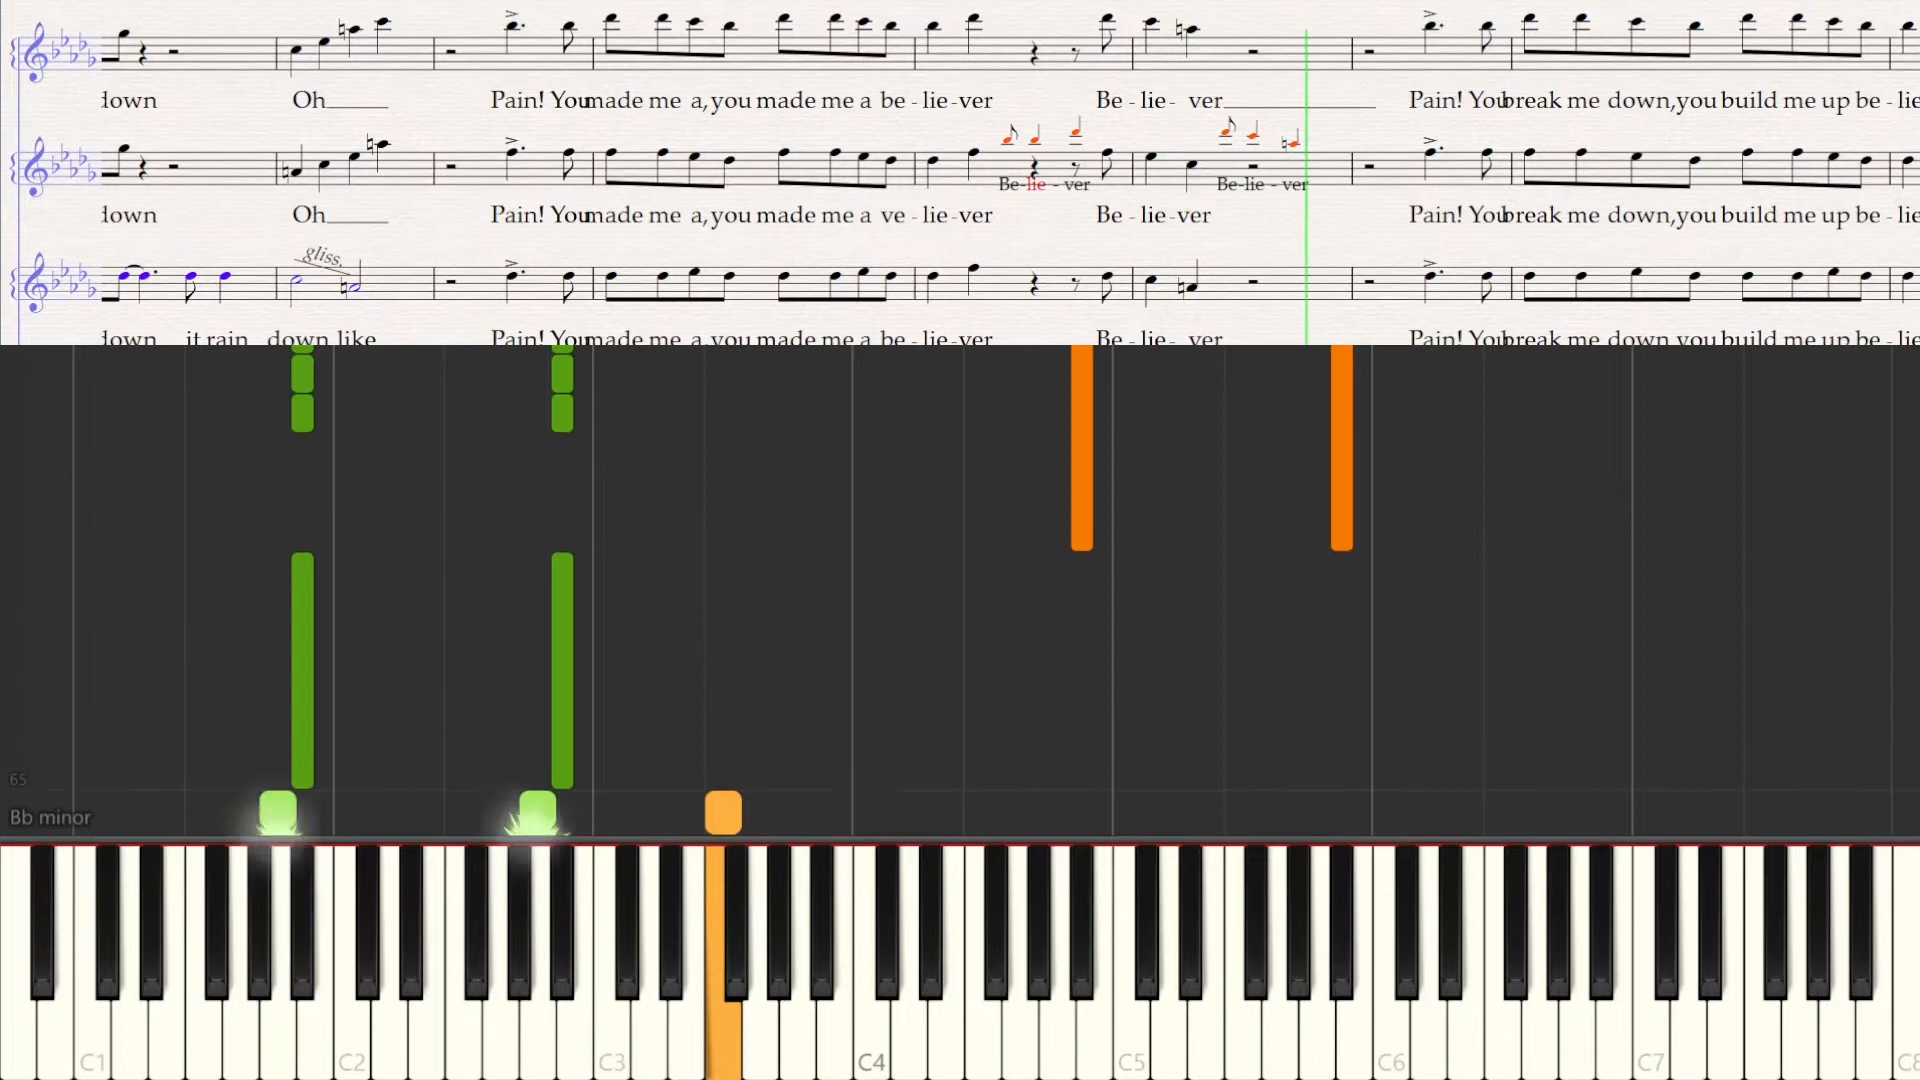 down Oh Pain! You made me a, you made me a be - lie - ver Be - lie - ver Pain! You break me down, you build me up be - lie
Be-lie - ver Be-lie - ver
down Oh Pain! You made me a, you made me a ve - lie - ver Be - lie - ver Pain! You break me down, you build me up be - lie
gliss.
down it rain down like Pain! You made me a you made me a be - lie - ver Be - lie - ver Pain! You break me down you build me up be - lie
65
Bb minor
C1 C2 C3 C4 C5 C6 C7 C8